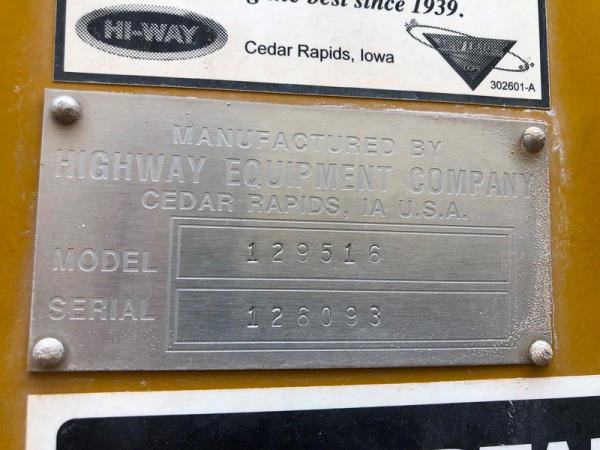 the best since 1939.
HI-WAY
Cedar Rapids, Iowa
302601-A
MANUFACTURED BY
HIGHWAY EQUIPMENT COMPANY
CEDAR RAPIDS, IA U.S.A.
MODEL 129516
SERIAL 126093